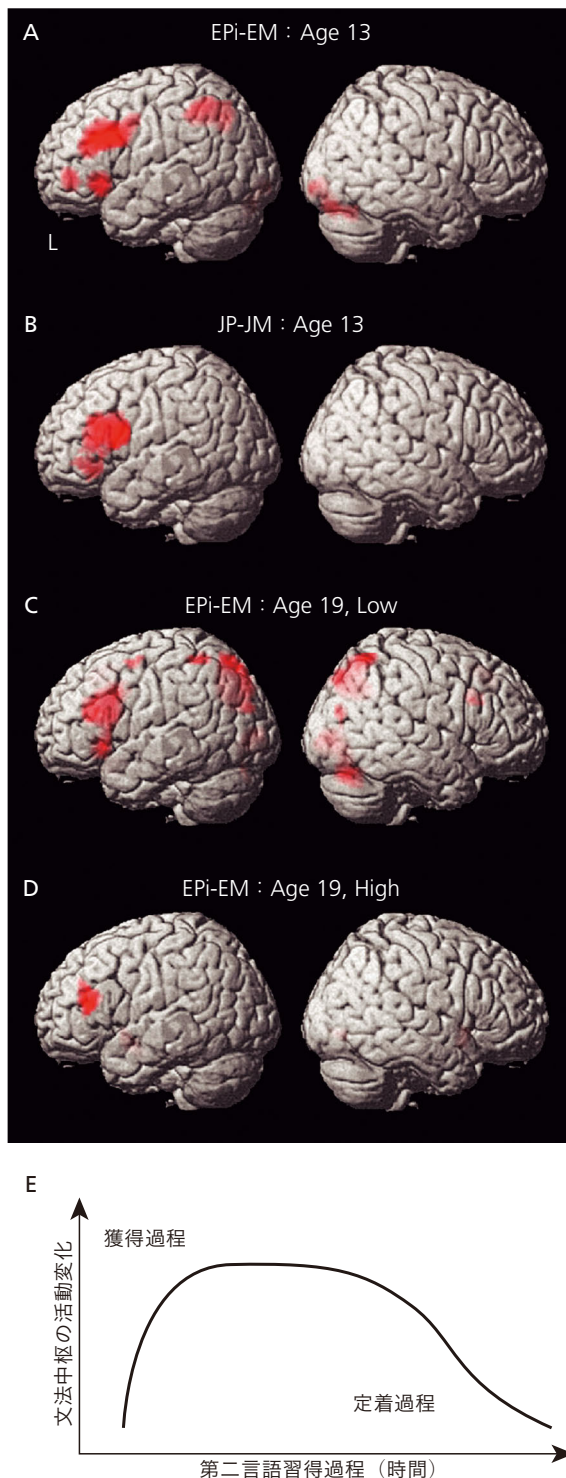 A
EPi-EM：Age 13
L
B
JP-JM：Age 13
C
EPi-EM：Age 19, Low
D
EPi-EM：Age 19, High
E
文法中枢の活動変化
獲得過程
定着過程
第二言語習得過程（時間）